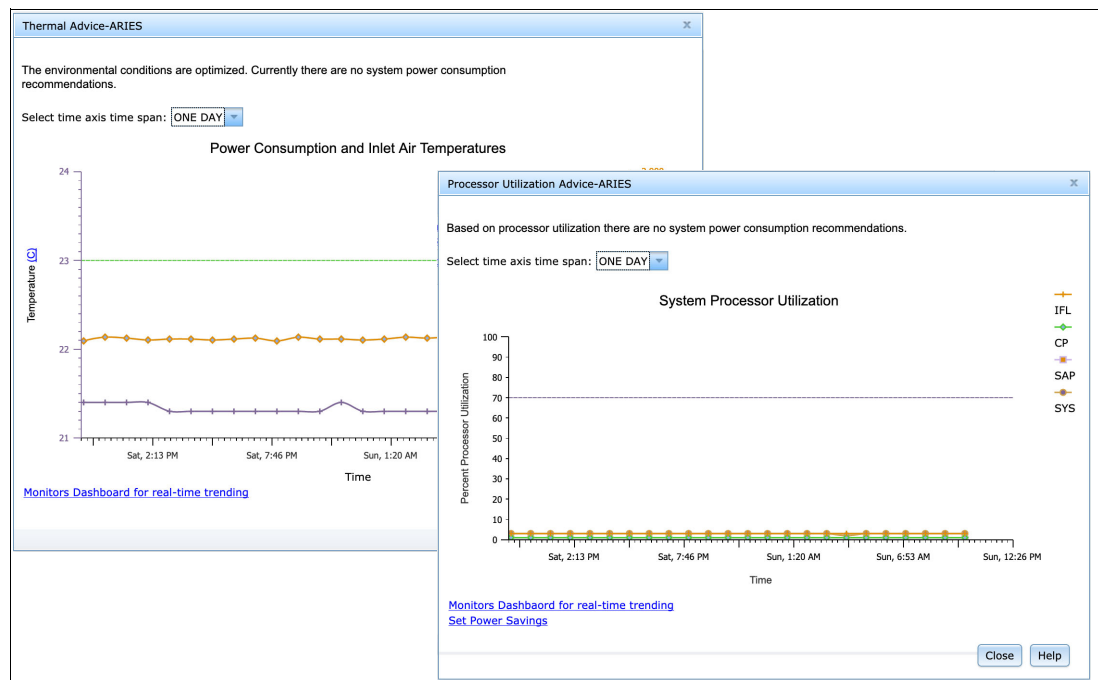 Thermal Advice-ARIES
x
The environmental conditions are optimized. Currently there are no system power consumption
recommendations.
Select time axis time span: ONE DAY
Power Consumption and Inlet Air Temperatures
24
23
22
21
Temperature (C)
Sat, 2:13 PM
Sat, 7:46 PM
Sun, 1:20 AM
Time
Monitors Dashboard for real-time trending
Processor Utilization Advice-ARIES
x
Based on processor utilization there are no system power consumption recommendations.
Select time axis time span: ONE DAY
System Processor Utilization
IFL
CP
SAP
SYS
100
90
80
70
60
50
40
30
20
10
0
Percent Processor Utilization
Sat, 2:13 PM
Sat, 7:46 PM
Sun, 1:20 AM
Sun, 6:53 AM
Sun, 12:26 PM
Time
Monitors Dashbaord for real-time trending
Set Power Savings
Close
Help